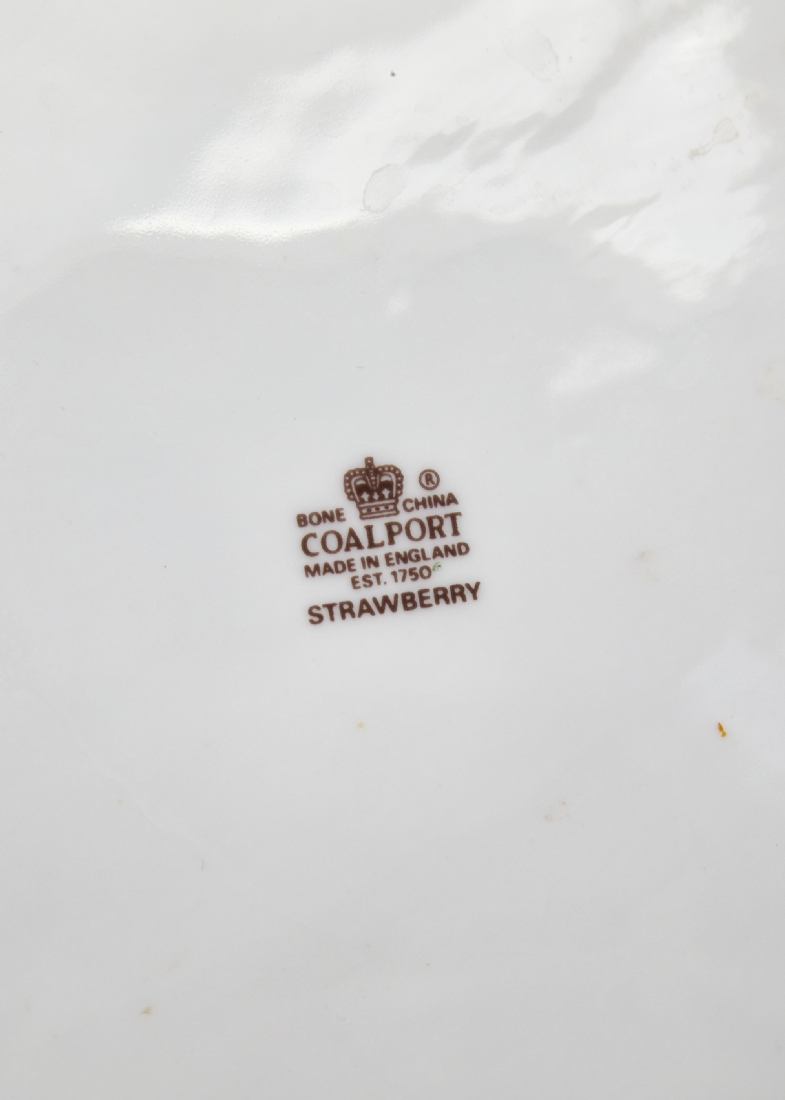 ®
BONE CHINA
COALPORT
MADE IN ENGLAND
EST. 1750
STRAWBERRY